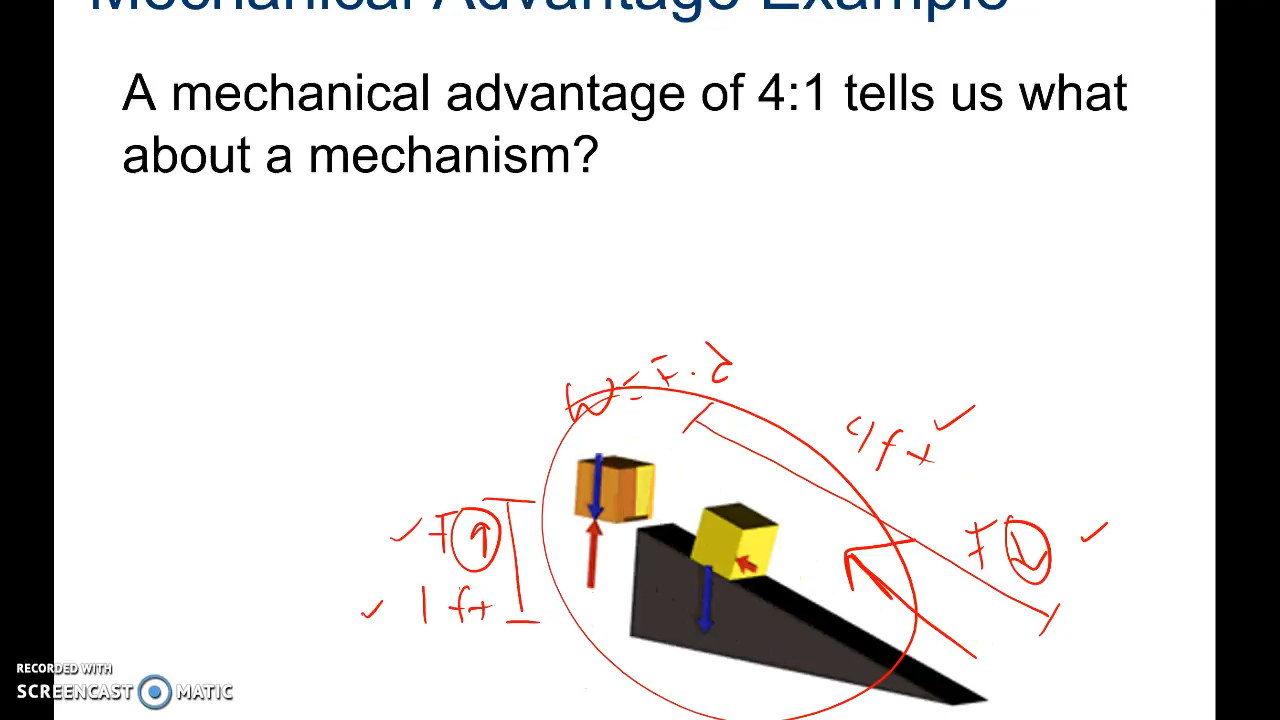 Mechanical Advantage Example
A mechanical advantage of 4:1 tells us what
about a mechanism?
W = F . d
4 ft
F ↑
F ↓
1 ft
RECORDED WITH
SCREENCAST MATIC